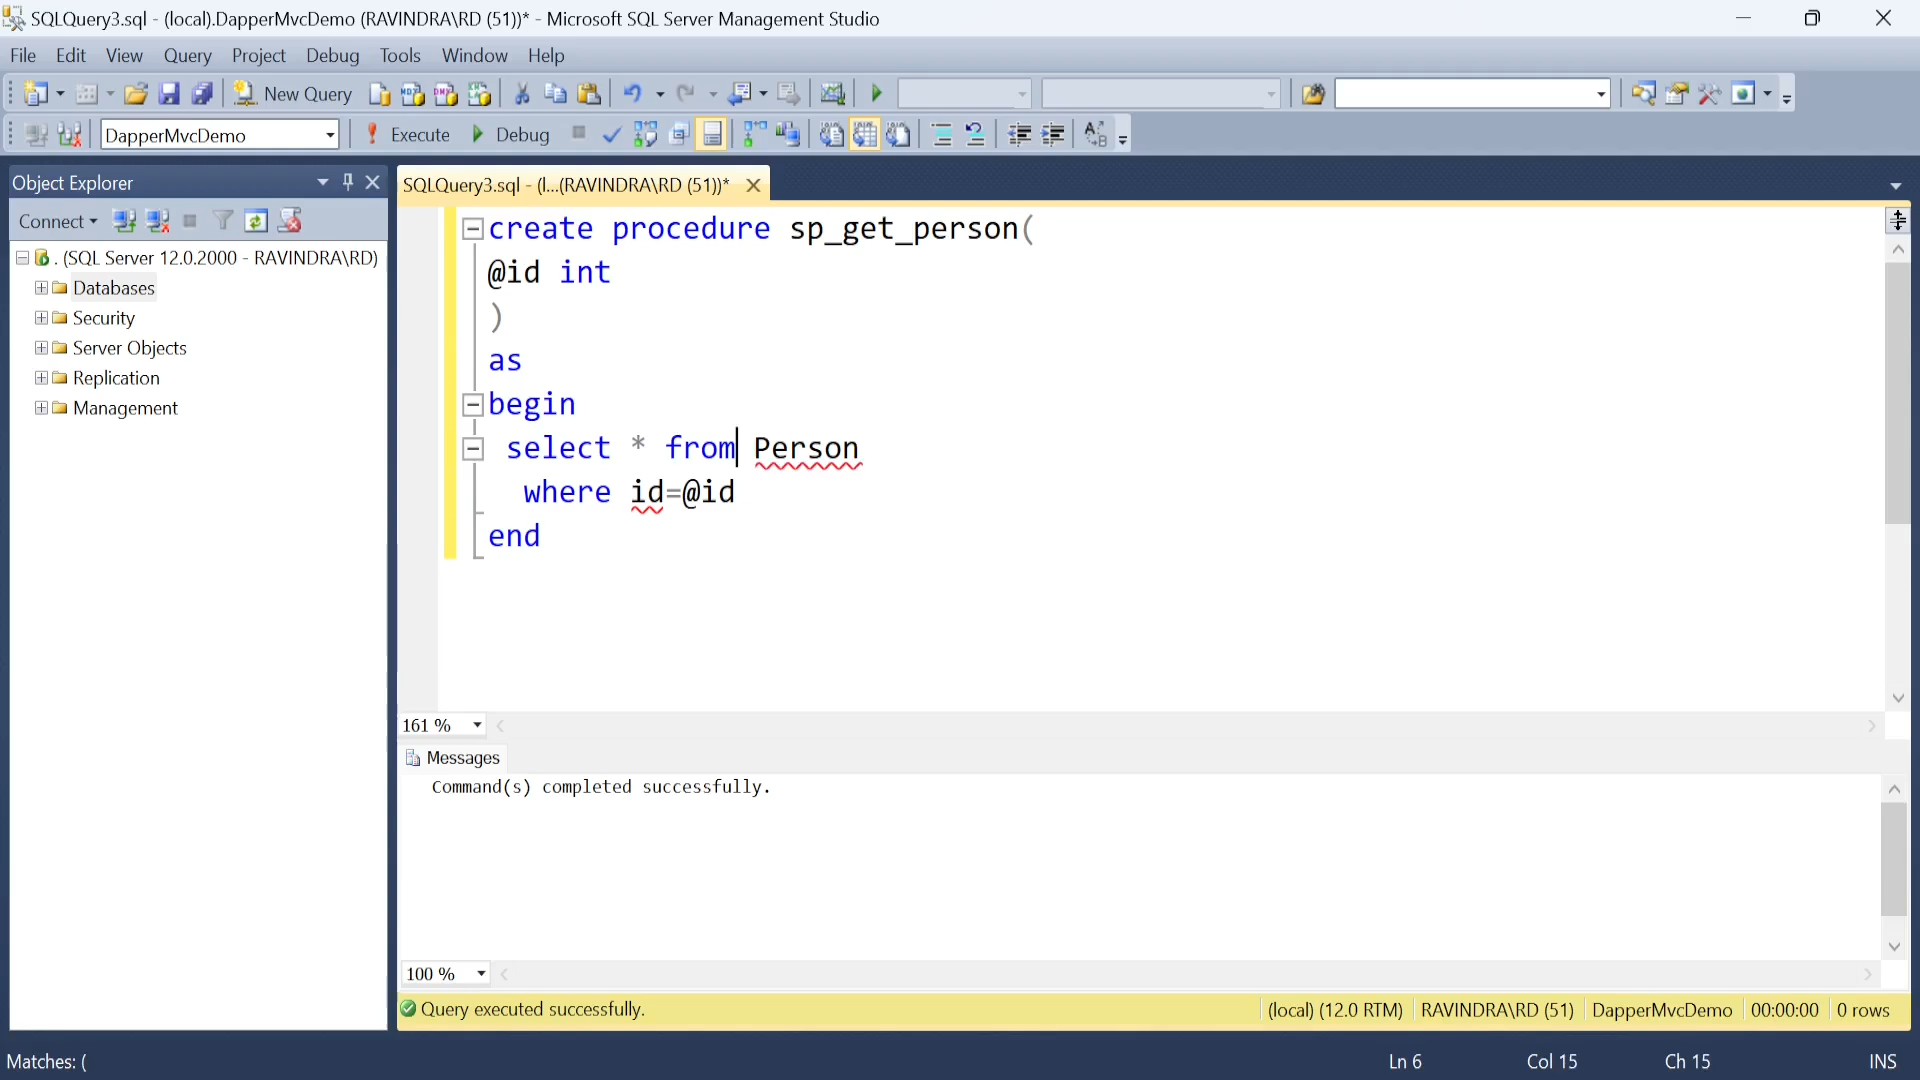 SQLQuery3.sql - (local).DapperMvcDemo (RAVINDRA\RD (51))* - Microsoft SQL Server Management Studio
File Edit View Query Project Debug Tools Window Help
New Query
DapperMvcDemo Execute Debug
Object Explorer
Connect
. (SQL Server 12.0.2000 - RAVINDRA\RD)
Databases
Security
Server Objects
Replication
Management
SQLQuery3.sql - (l...(RAVINDRA\RD (51))*
create procedure sp_get_person(
@id int
)
as
begin
select * from Person
where id=@id
end
161 %
Messages
Command(s) completed successfully.
100 %
Query executed successfully. (local) (12.0 RTM) RAVINDRA\RD (51) DapperMvcDemo 00:00:00 0 rows
Matches: ( Ln 6 Col 15 Ch 15 INS